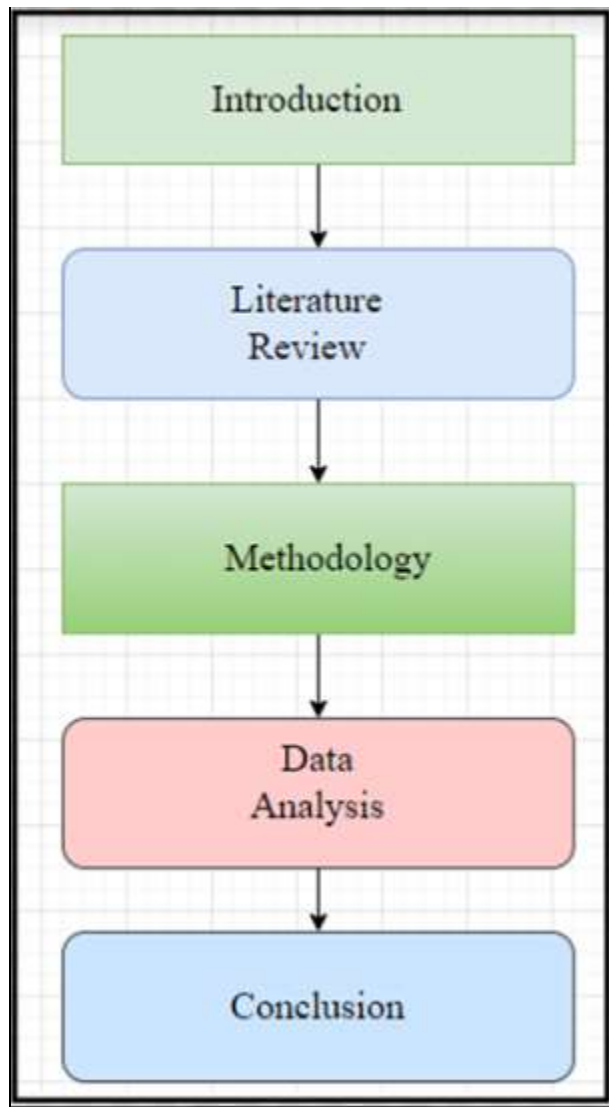 Introduction
Literature
Review
Methodology
Data
Analysis
Conclusion